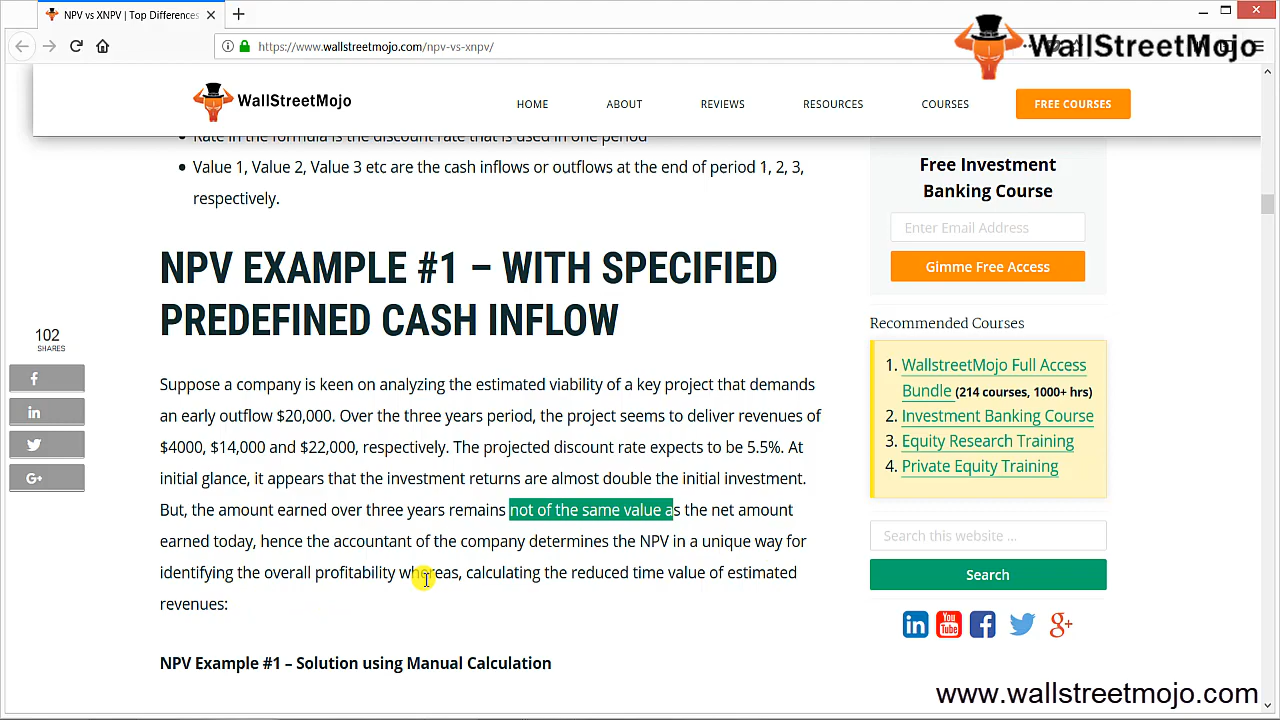 NPV vs XNPV | Top Differences
https://www.wallstreetmojo.com/npv-vs-xnpv/
WallStreetMojo
WallStreetMojo
HOME
ABOUT
REVIEWS
RESOURCES
COURSES
FREE COURSES
Rate in the formula is the discount rate that is used in one period
Value 1, Value 2, Value 3 etc are the cash inflows or outflows at the end of period 1, 2, 3,
respectively.
NPV EXAMPLE #1 – WITH SPECIFIED
PREDEFINED CASH INFLOW
102
SHARES
Suppose a company is keen on analyzing the estimated viability of a key project that demands
an early outflow $20,000. Over the three years period, the project seems to deliver revenues of
$4000, $14,000 and $22,000, respectively. The projected discount rate expects to be 5.5%. At
initial glance, it appears that the investment returns are almost double the initial investment.
But, the amount earned over three years remains not of the same value as the net amount
earned today, hence the accountant of the company determines the NPV in a unique way for
identifying the overall profitability whereas, calculating the reduced time value of estimated
revenues:
NPV Example #1 – Solution using Manual Calculation
Free Investment
Banking Course
Enter Email Address
Gimme Free Access
Recommended Courses
1. WallstreetMojo Full Access
Bundle (214 courses, 1000+ hrs)
2. Investment Banking Course
3. Equity Research Training
4. Private Equity Training
Search this website ...
Search
You
Tube
www.wallstreetmojo.com